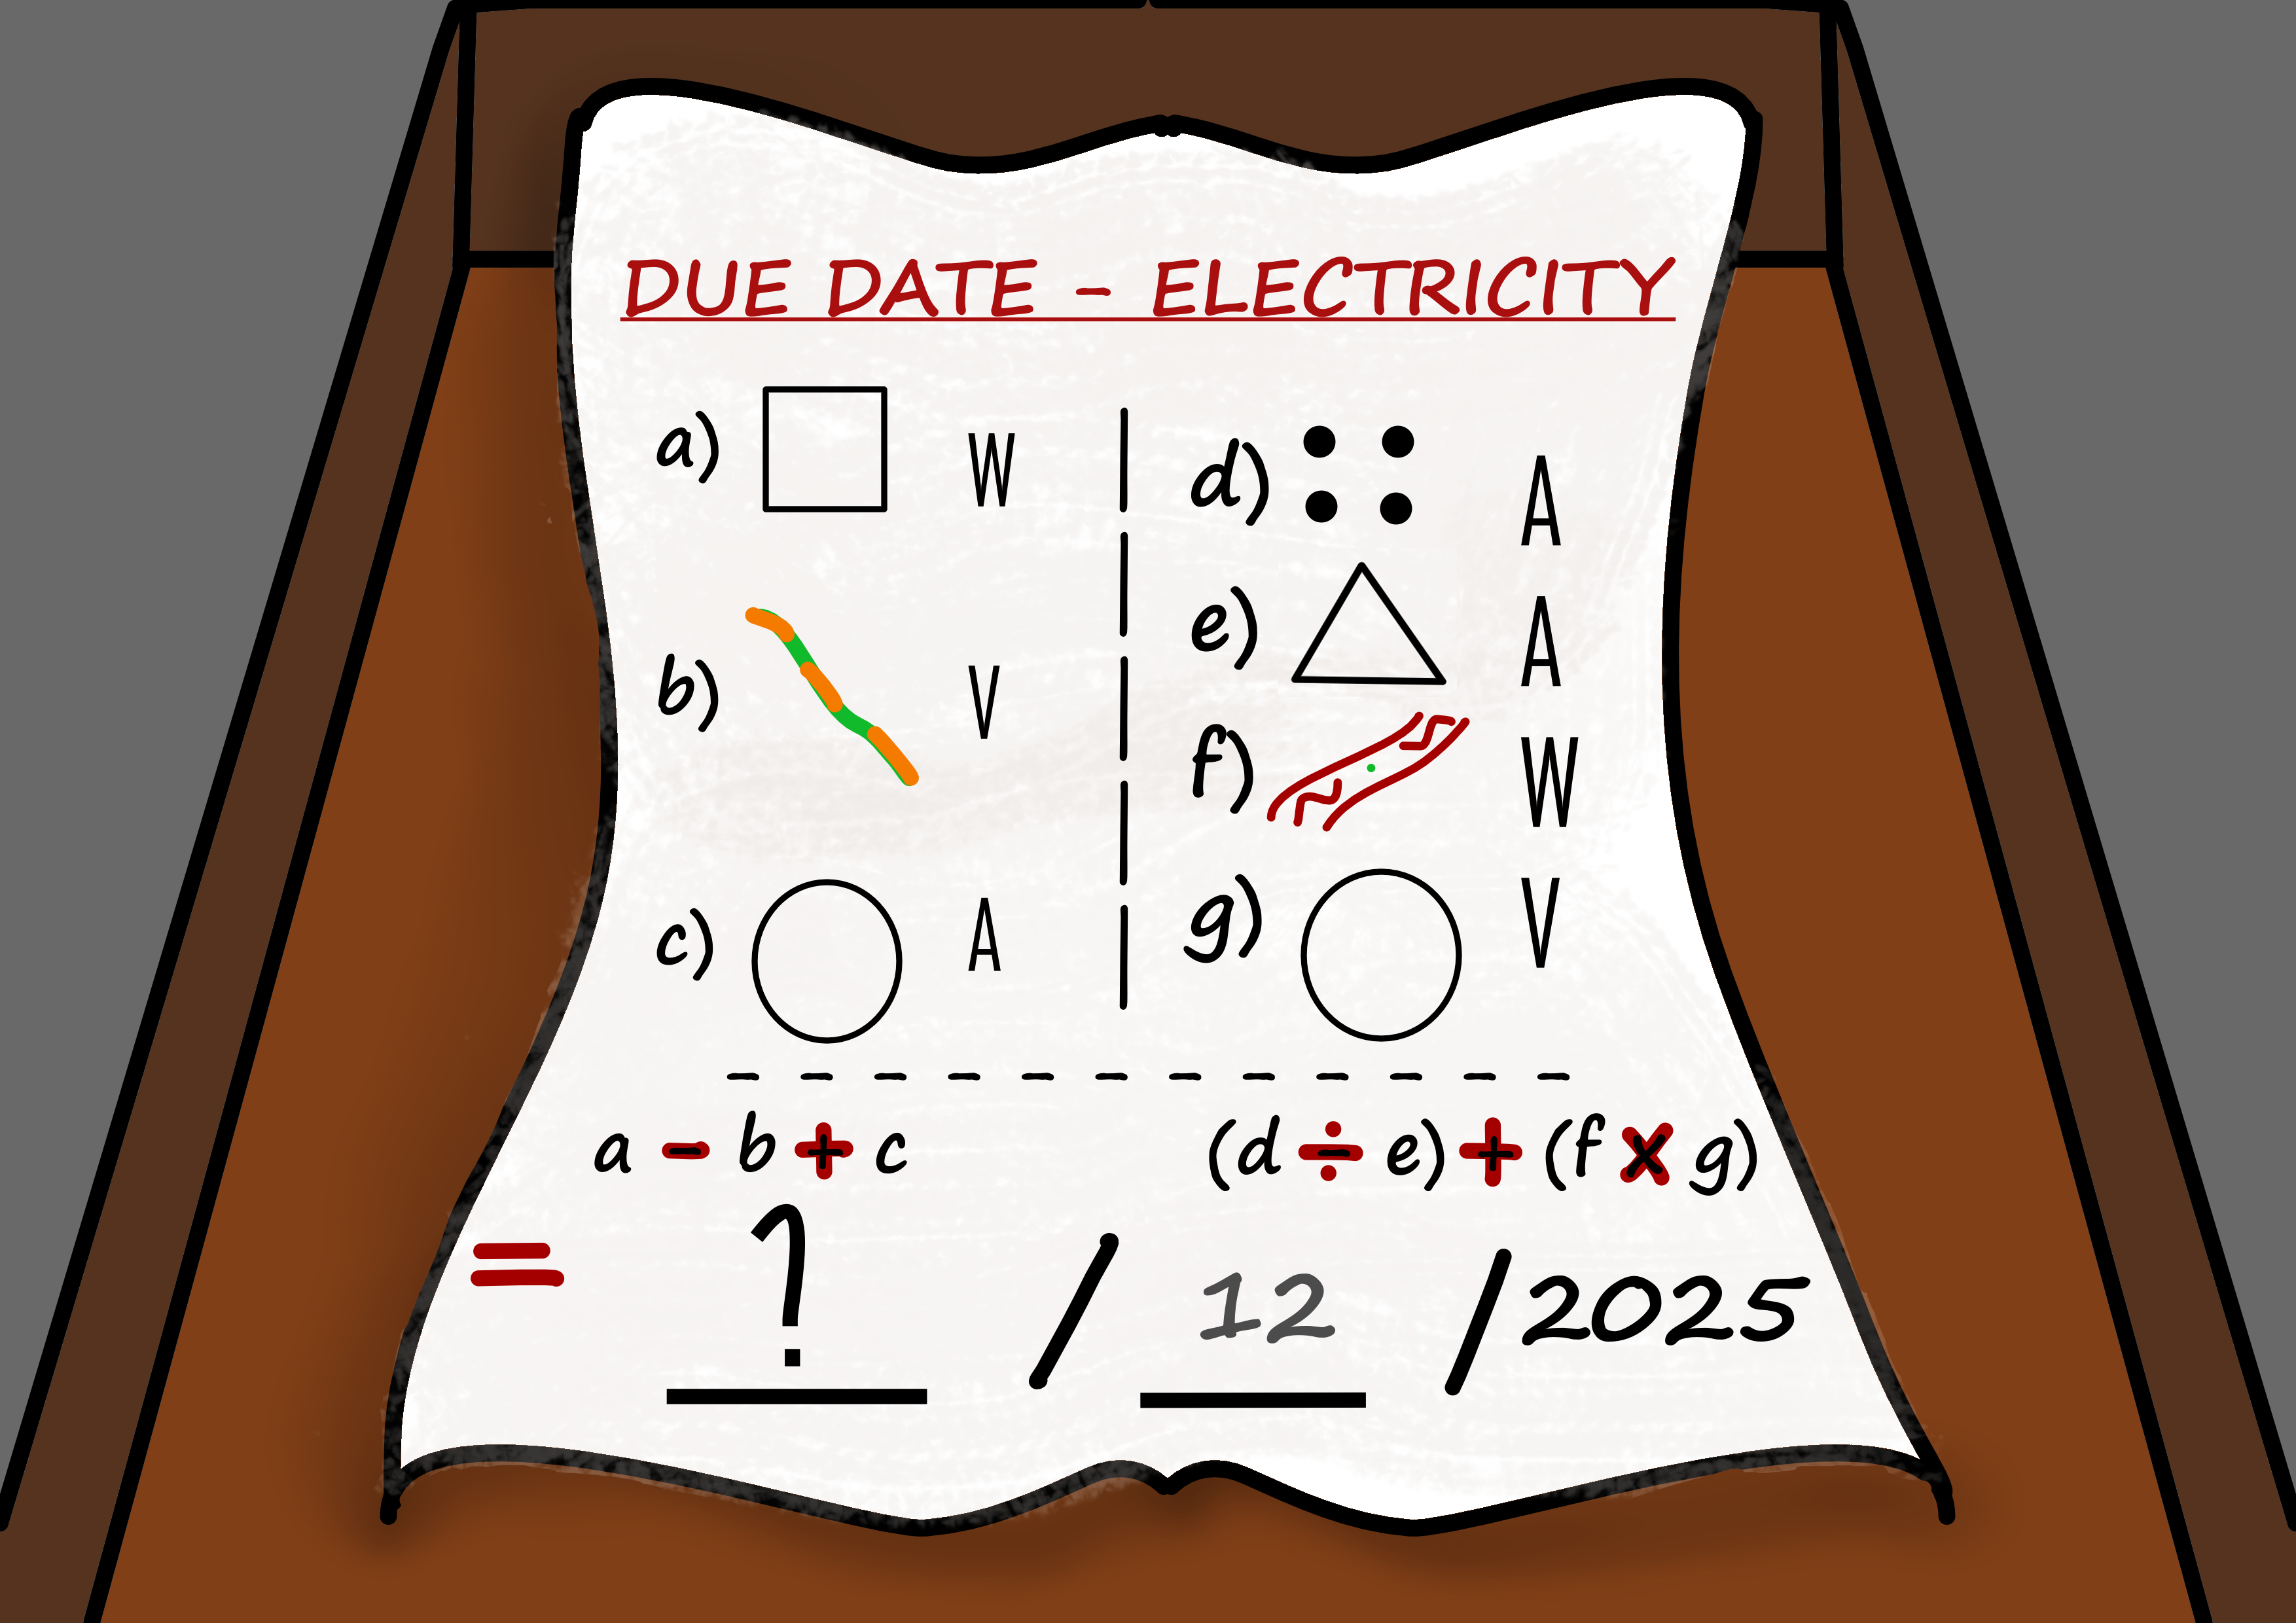 DUE DATE - ELECTRICITY
a) W
b) V
c) A
d) A
e) A
f) W
g) V
a - b + c
(d ÷ e) + (f x g)
= ? / 12 / 2025